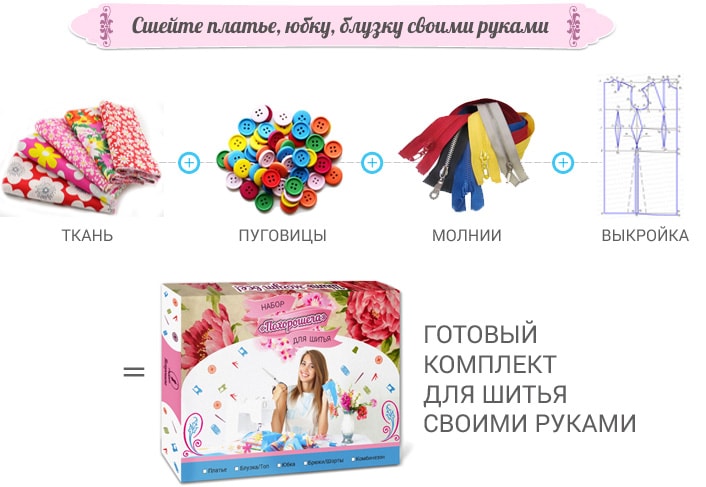 Сшейте платье, юбку, блузку своими руками
ТКАНЬ
ПУГОВИЦЫ
МОЛНИИ
ВЫКРОЙКА
=
НАБОР
«Похорошела»
ДЛЯ ШИТЬЯ
Платье
Блузка/Топ
Юбка
Брюки/Шорты
Комбинезон
ГОТОВЫЙ
КОМПЛЕКТ
ДЛЯ ШИТЬЯ
СВОИМИ РУКАМИ